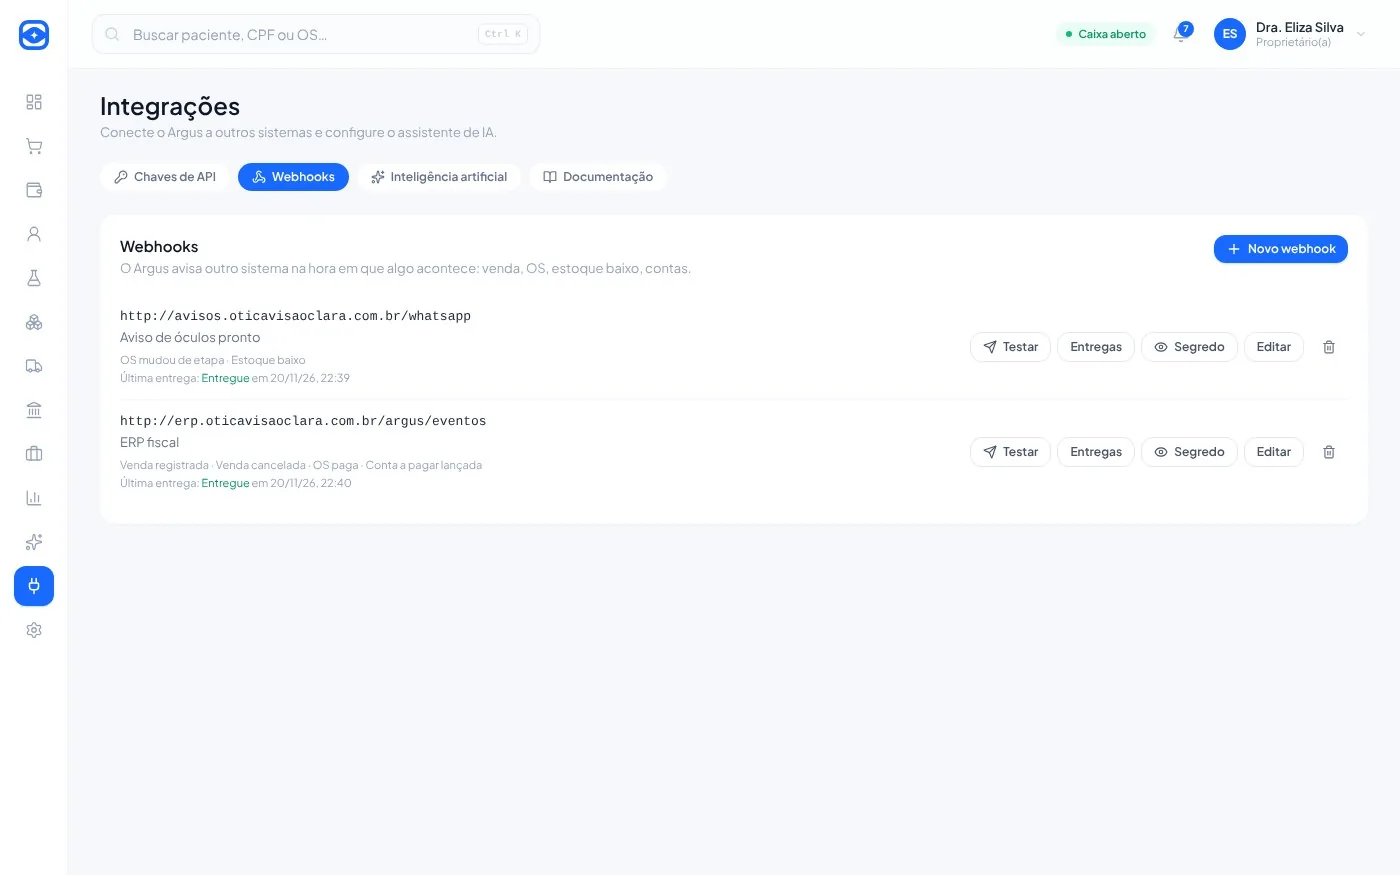 Buscar paciente, CPF ou OS...
Ctrl K
Caixa aberto
7
ES
Dra. Eliza Silva
Proprietário(a)
Integrações
Conecte o Argus a outros sistemas e configure o assistente de IA.
Chaves de API
Webhooks
Inteligência artificial
Documentação
Webhooks
O Argus avisa outro sistema na hora em que algo acontece: venda, OS, estoque baixo, contas.
Novo webhook
http://avisos.oticavisaoclara.com.br/whatsapp
Aviso de óculos pronto
OS mudou de etapa · Estoque baixo
Última entrega: Entregue em 20/11/26, 22:39
Testar
Entregas
Segredo
Editar
http://erp.oticavisaoclara.com.br/argus/eventos
ERP fiscal
Venda registrada · Venda cancelada · OS paga · Conta a pagar lançada
Última entrega: Entregue em 20/11/26, 22:40
Testar
Entregas
Segredo
Editar